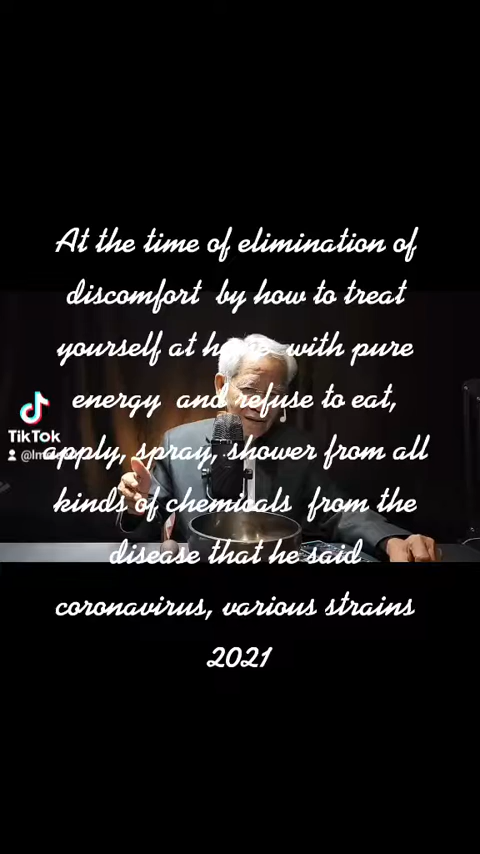 At the time of elimination of
discomfort by how to treat
yourself at home with pure
energy and refuse to eat,
TikTok
apply, spray, shower from all
kinds of chemicals from the
disease that he said
coronavirus, various strains
2021